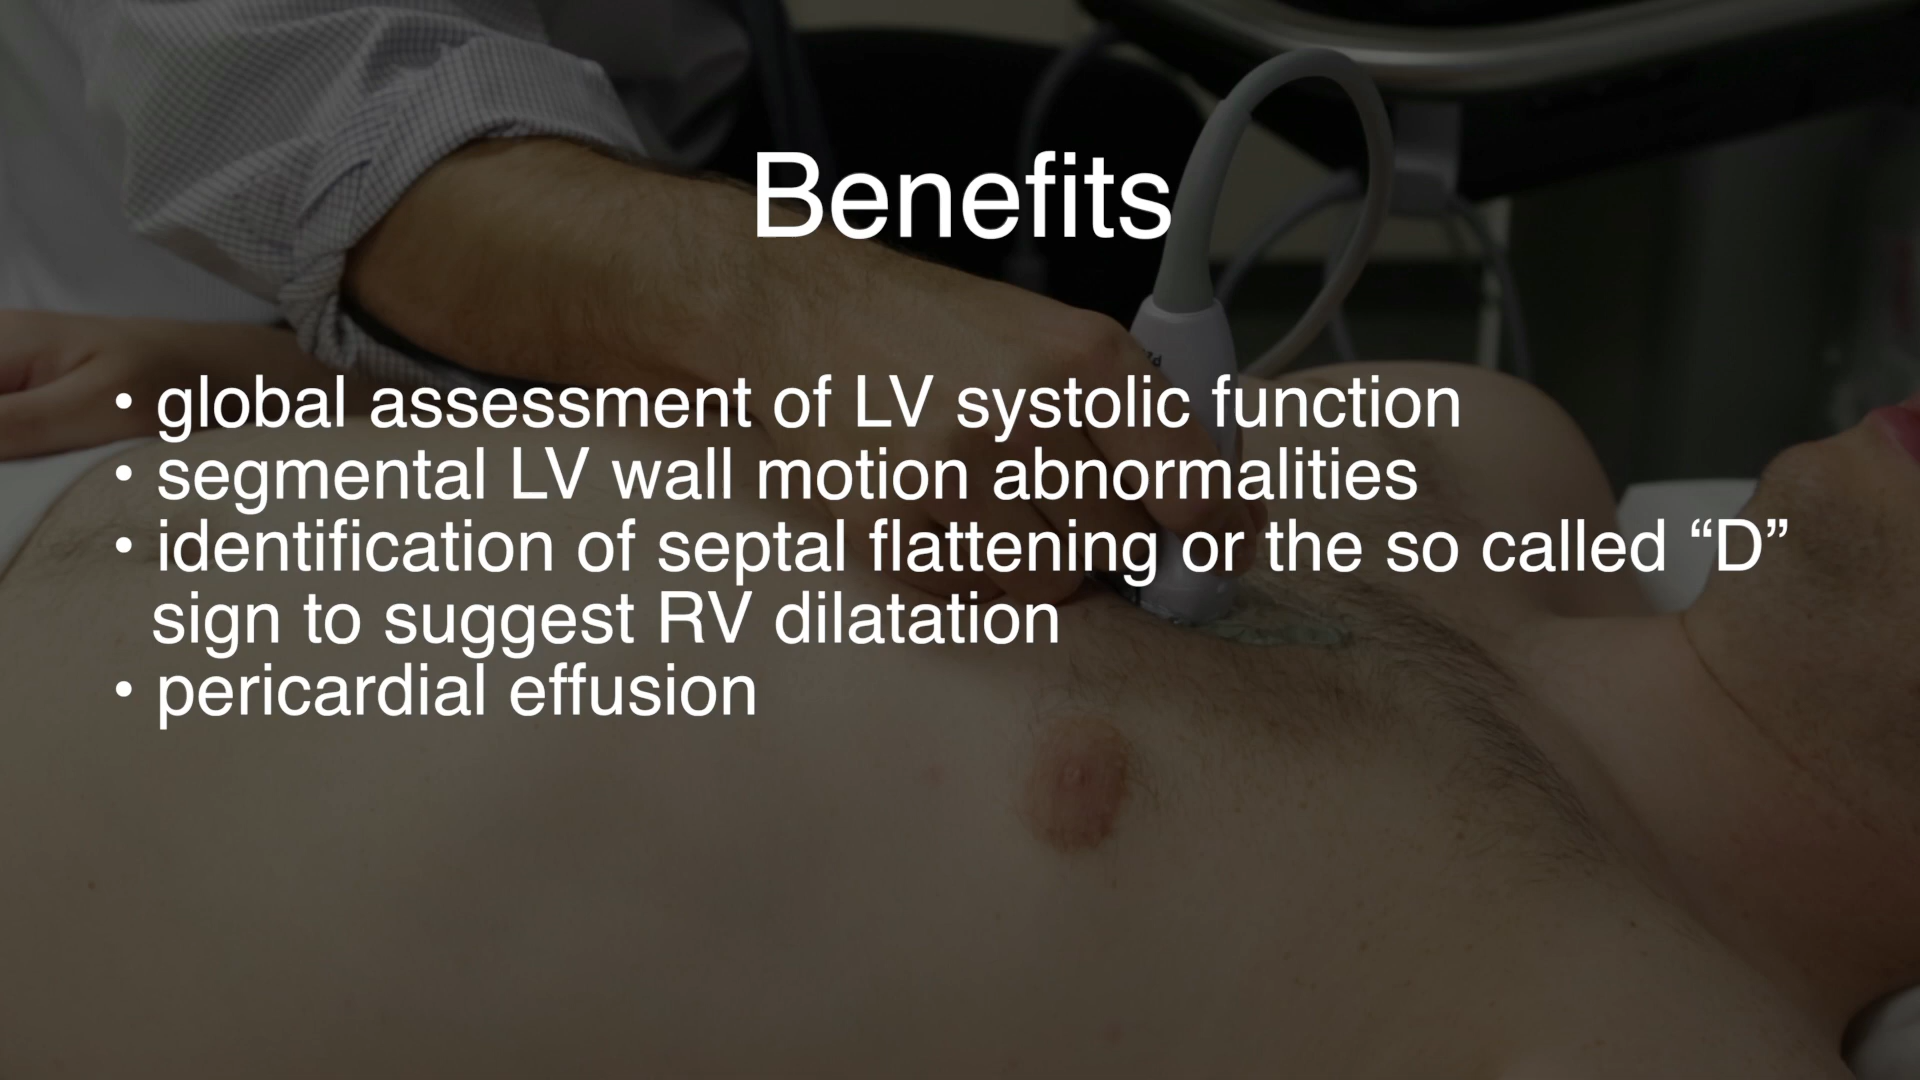 Benefits
• global assessment of LV systolic function
• segmental LV wall motion abnormalities
• identification of septal flattening or the so called “D”
sign to suggest RV dilatation
• pericardial effusion